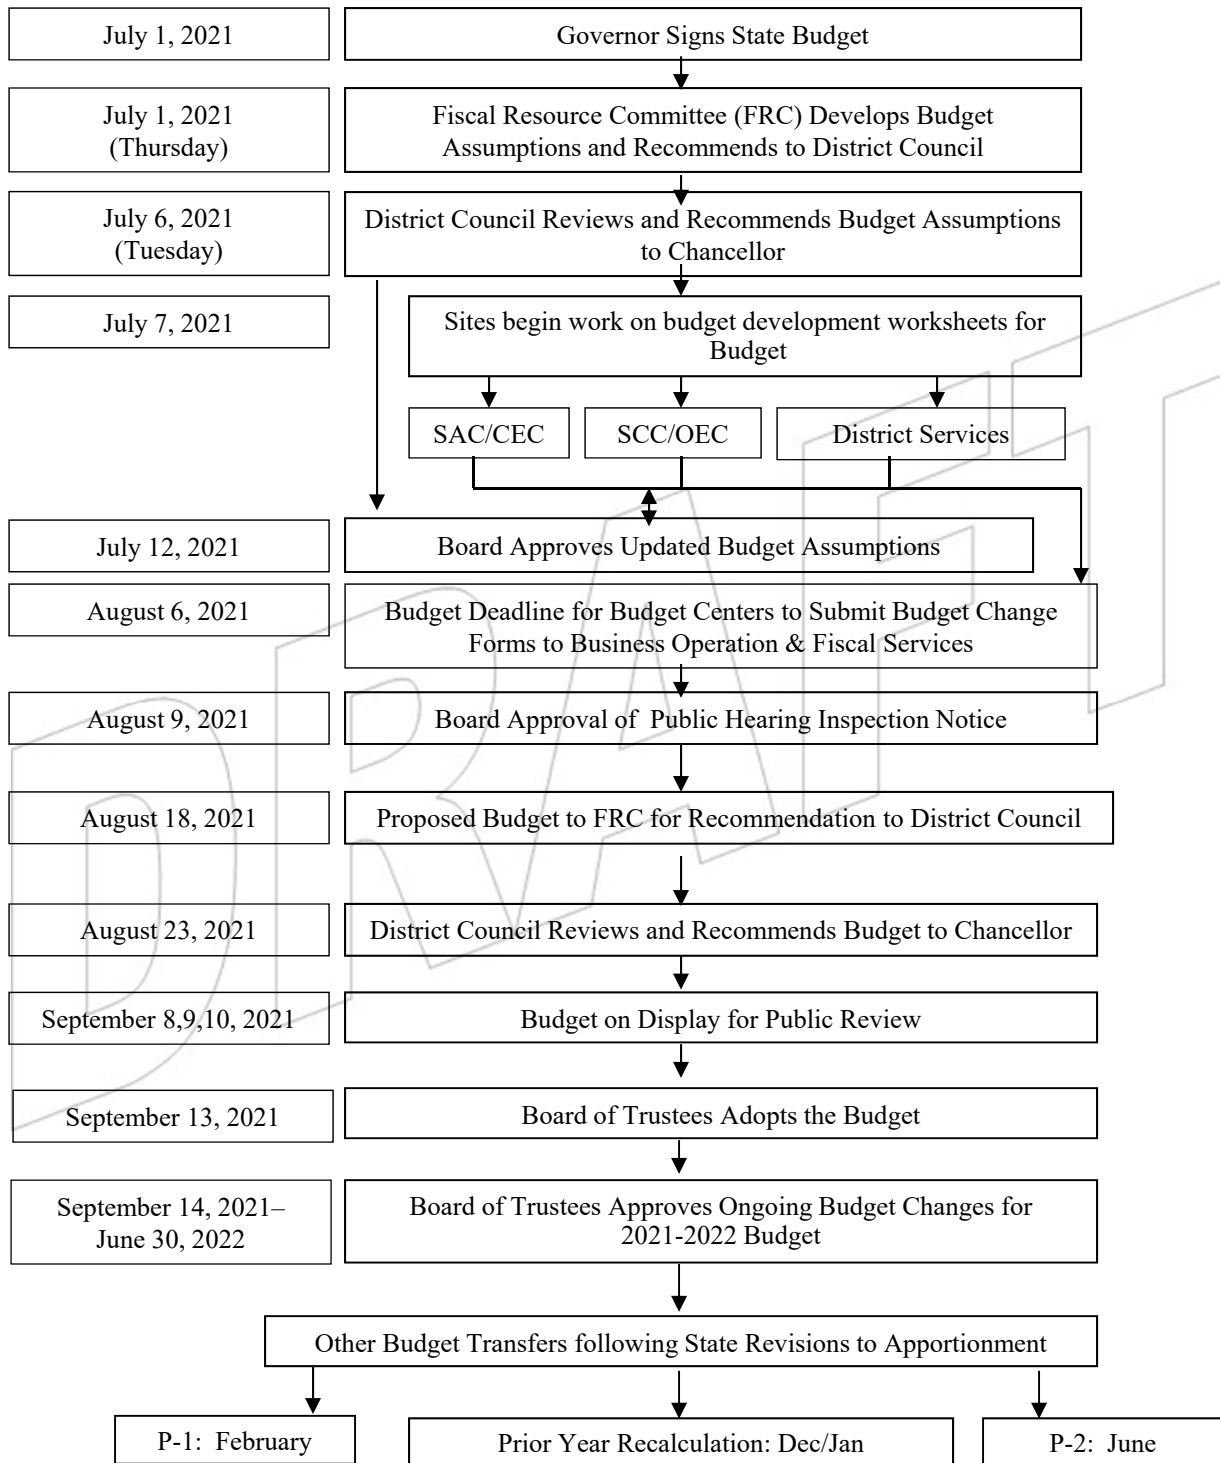 July 1, 2021
Governor Signs State Budget
July 1, 2021
(Thursday)
Fiscal Resource Committee (FRC) Develops Budget
Assumptions and Recommends to District Council
July 6, 2021
(Tuesday)
District Council Reviews and Recommends Budget Assumptions
to Chancellor
July 7, 2021
Sites begin work on budget development worksheets for
Budget
SAC/CEC
SCC/OEC
District Services
July 12, 2021
Board Approves Updated Budget Assumptions
August 6, 2021
Budget Deadline for Budget Centers to Submit Budget Change
Forms to Business Operation & Fiscal Services
August 9, 2021
Board Approval of Public Hearing Inspection Notice
August 18, 2021
Proposed Budget to FRC for Recommendation to District Council
August 23, 2021
District Council Reviews and Recommends Budget to Chancellor
September 8,9,10, 2021
Budget on Display for Public Review
September 13, 2021
Board of Trustees Adopts the Budget
September 14, 2021–
June 30, 2022
Board of Trustees Approves Ongoing Budget Changes for
2021-2022 Budget
Other Budget Transfers following State Revisions to Apportionment
P-1: February
Prior Year Recalculation: Dec/Jan
P-2: June
DRAFT